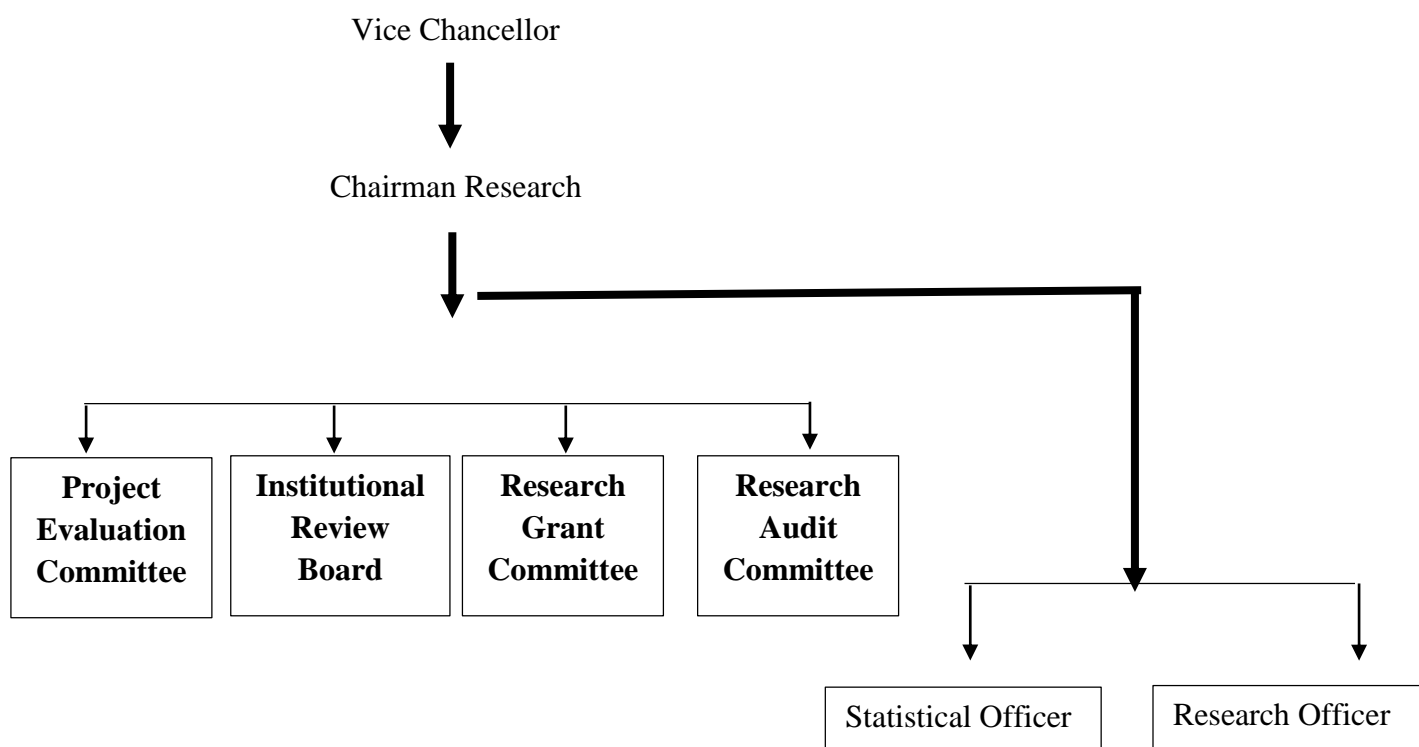 Vice Chancellor
Chairman Research
Project
Evaluation
Committee
Institutional
Review
Board
Research
Grant
Committee
Research
Audit
Committee
Statistical Officer
Research Officer